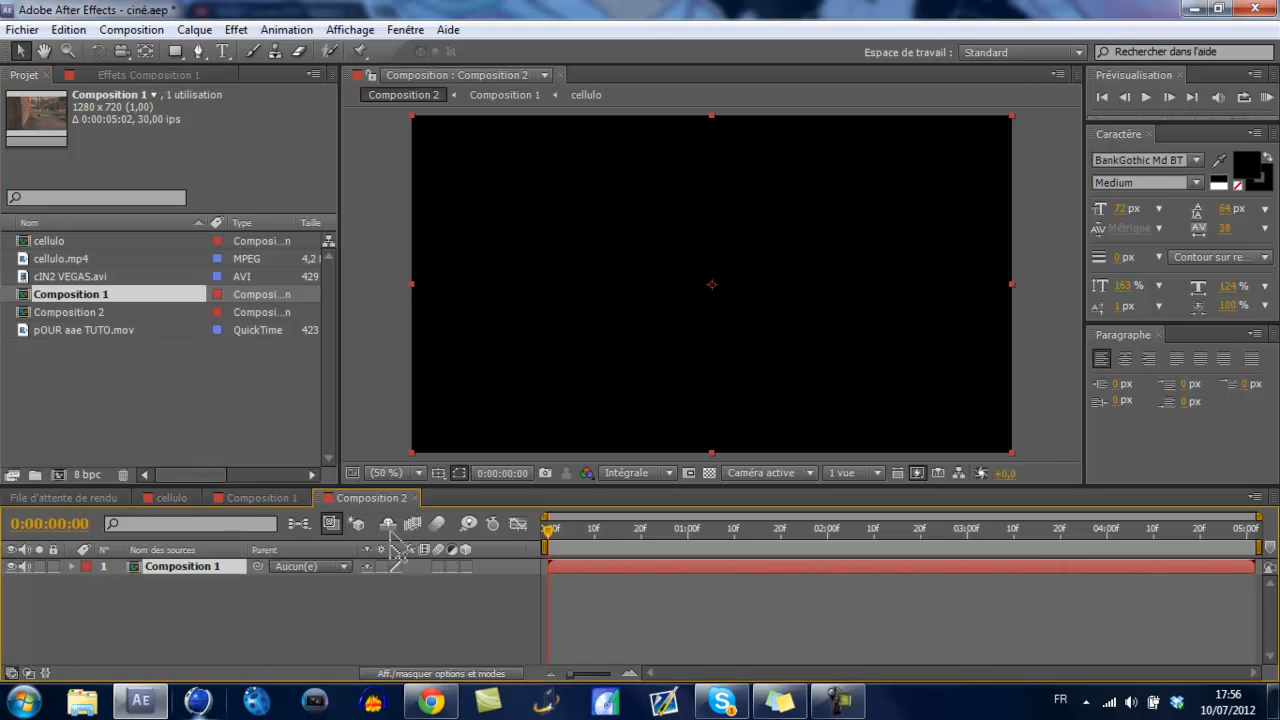 Adobe After Effects - ciné.aep *
Fichier Edition Composition Calque Effet Animation Affichage Fenêtre Aide
Espace de travail : Standard
Rechercher dans l'aide
Projet
Effets Composition 1
Composition 1 ▾ , 1 utilisation
1280 x 720 (1,00)
Δ 0:00:05:02, 30,00 ips
Nom Type Taille
cellulo Composi...n
cellulo.mp4 MPEG 4,2
cIN2 VEGAS.avi AVI 429
Composition 1 Composi...n
Composition 2 Composi...n
pOUR aae TUTO.mov QuickTime 423
8 bpc
Composition : Composition 2
Composition 2 Composition 1 cellulo
(50 %) 0:00:00:00 Intégrale Caméra active 1 vue +0,0
Prévisualisation
Caractère
BankGothic Md BT
Medium
72 px 64 px
Métrique 38
0 px Contour sur re...
163 % 124 %
1 px 100 %
Paragraphe
0 px 0 px 0 px
0 px 0 px
File d'attente de rendu cellulo Composition 1 Composition 2
0:00:00:00
10f 20f 01:00f 10f 20f 02:00f 10f 20f 03:00f 10f 20f 04:00f 10f 20f 05:00f
N° Nom des sources Parent
1 Composition 1 Aucun(e)
Aff./masquer options et modes
AE
FR
17:56
10/07/2012